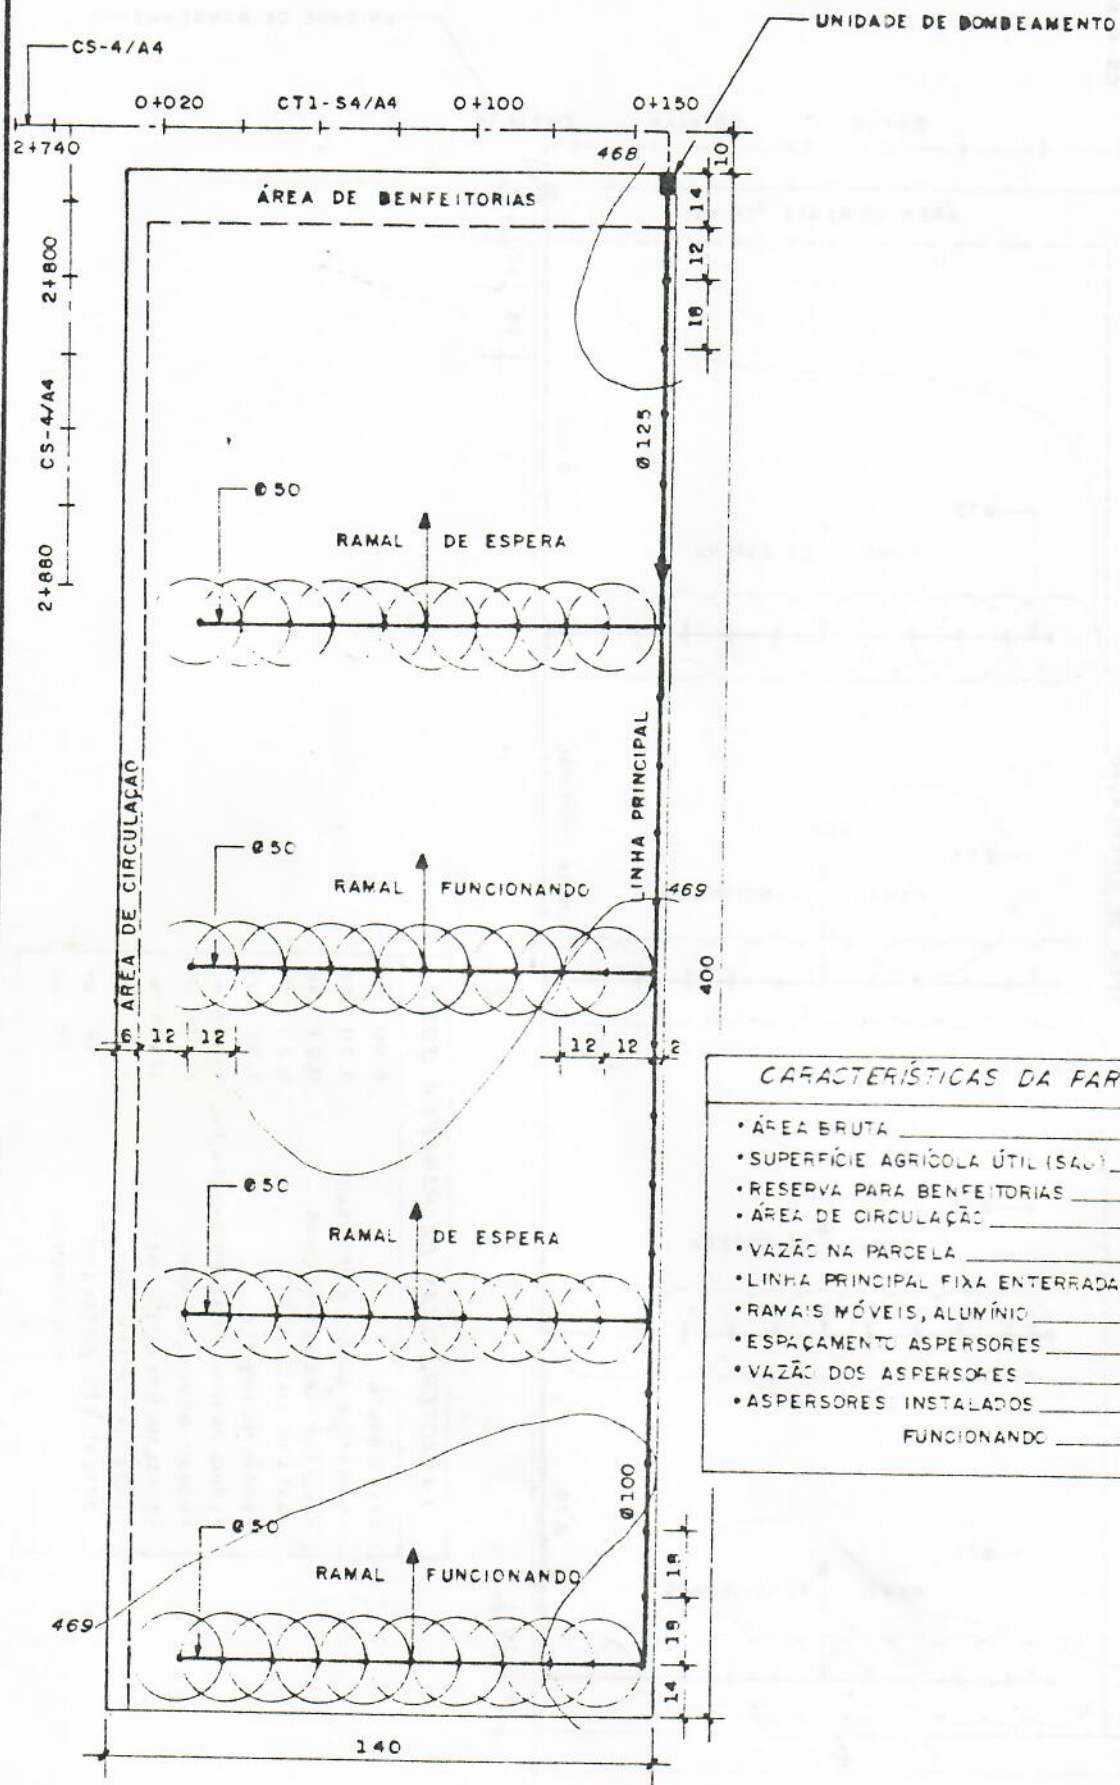 UNIDADE DE BOMBEAMENTO
CS-4/A4
0+020 CT1-S4/A4 0+100 0+150
2+740
468
10
ÁREA DE BENFEITORIAS
14
12
18
2+800
CS-4/A4
2+880
Ø125
Ø50
RAMAL DE ESPERA
ÁREA DE CIRCULAÇÃO
LINHA PRINCIPAL
Ø50
RAMAL FUNCIONANDO
469
400
6 12 12
12 12 2
CARACTERÍSTICAS DA PAR
• ÁREA BRUTA
• SUPERFÍCIE AGRÍCOLA ÚTIL (SAU)
• RESERVA PARA BENFEITORIAS
• ÁREA DE CIRCULAÇÃO
• VAZÃO NA PARCELA
• LINHA PRINCIPAL FIXA ENTERRADA
• RAMAIS MÓVEIS, ALUMÍNIO
• ESPAÇAMENTO ASPERSORES
• VAZÃO DOS ASPERSORES
• ASPERSORES INSTALADOS
FUNCIONANDO
Ø50
RAMAL DE ESPERA
Ø100
Ø50
RAMAL FUNCIONANDO
469
18
18
14
140